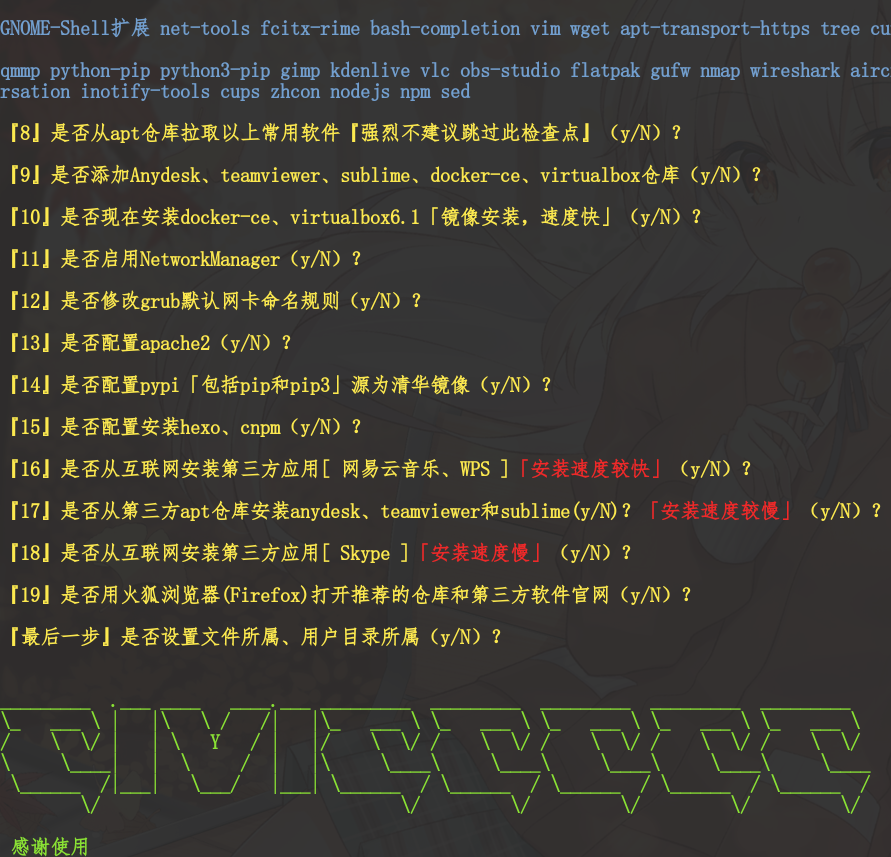 GNOME-Shell扩展 net-tools fcitx-rime bash-completion vim wget apt-transport-https tree cu
qmmp python-pip python3-pip gimp kdenlive vlc obs-studio flatpak gufw nmap wireshark airc
rsation inotify-tools cups zhcon nodejs npm sed
『8』是否从apt仓库拉取以上常用软件『强烈不建议跳过此检查点』（y/N）？
『9』是否添加Anydesk、teamviewer、sublime、docker-ce、virtualbox仓库（y/N）？
『10』是否现在安装docker-ce、virtualbox6.1「镜像安装，速度快」（y/N）？
『11』是否启用NetworkManager（y/N）？
『12』是否修改grub默认网卡命名规则（y/N）？
『13』是否配置apache2（y/N）？
『14』是否配置pypi「包括pip和pip3」源为清华镜像（y/N）？
『15』是否配置安装hexo、cnpm（y/N）？
『16』是否从互联网安装第三方应用[ 网易云音乐、WPS ]「安装速度较快」（y/N）？
『17』是否从第三方apt仓库安装anydesk、teamviewer和sublime(y/N)？「安装速度较慢」（y/N）？
『18』是否从互联网安装第三方应用[ Skype ]「安装速度慢」（y/N）？
『19』是否用火狐浏览器(Firefox)打开推荐的仓库和第三方软件官网（y/N）？
『最后一步』是否设置文件所属、用户目录所属（y/N）？
感谢使用